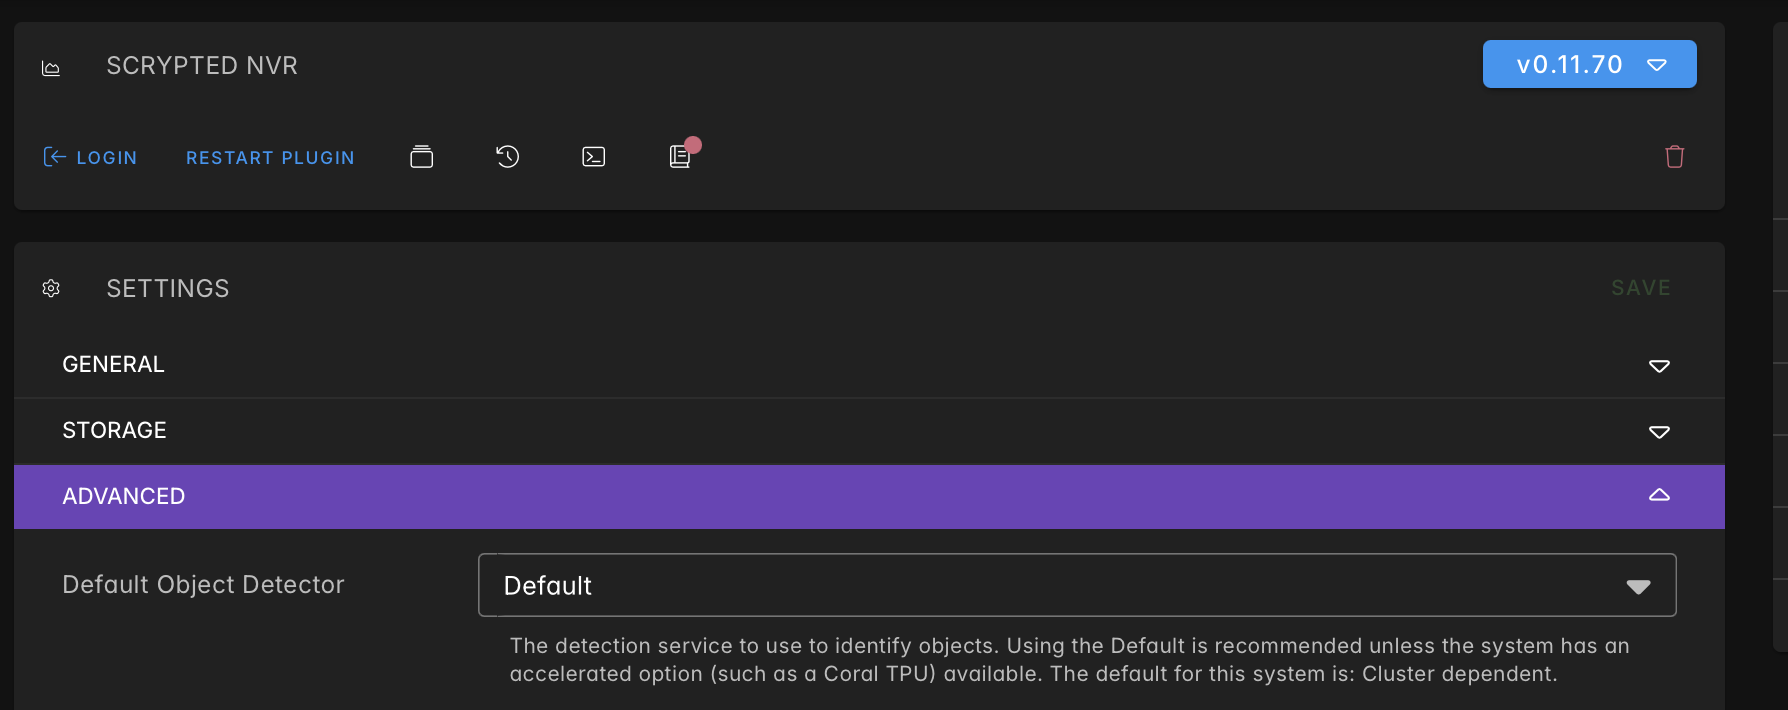 SCRYPTED NVR
v0.11.70
LOGIN
RESTART PLUGIN
SETTINGS
SAVE
GENERAL
STORAGE
ADVANCED
Default Object Detector
Default
The detection service to use to identify objects. Using the Default is recommended unless the system has an
accelerated option (such as a Coral TPU) available. The default for this system is: Cluster dependent.